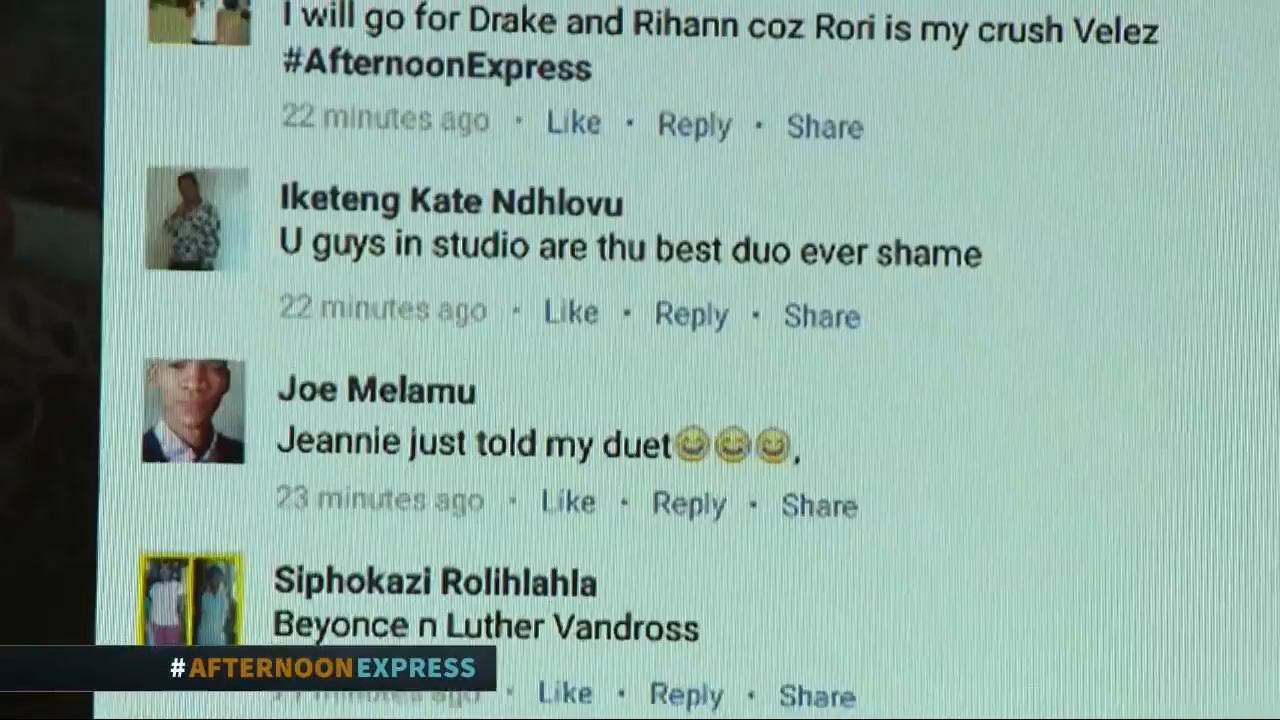 I will go for Drake and Rihann coz Rori is my crush Velez
#AfternoonExpress
22 minutes ago · Like · Reply · Share
Iketeng Kate Ndhlovu
U guys in studio are thu best duo ever shame
22 minutes ago · Like · Reply · Share
Joe Melamu
Jeannie just told my duet😊😊😊,
23 minutes ago · Like · Reply · Share
Siphokazi Rolihlahla
Beyonce n Luther Vandross
minutes ago · Like · Reply · Share
#AFTERNOONEXPRESS